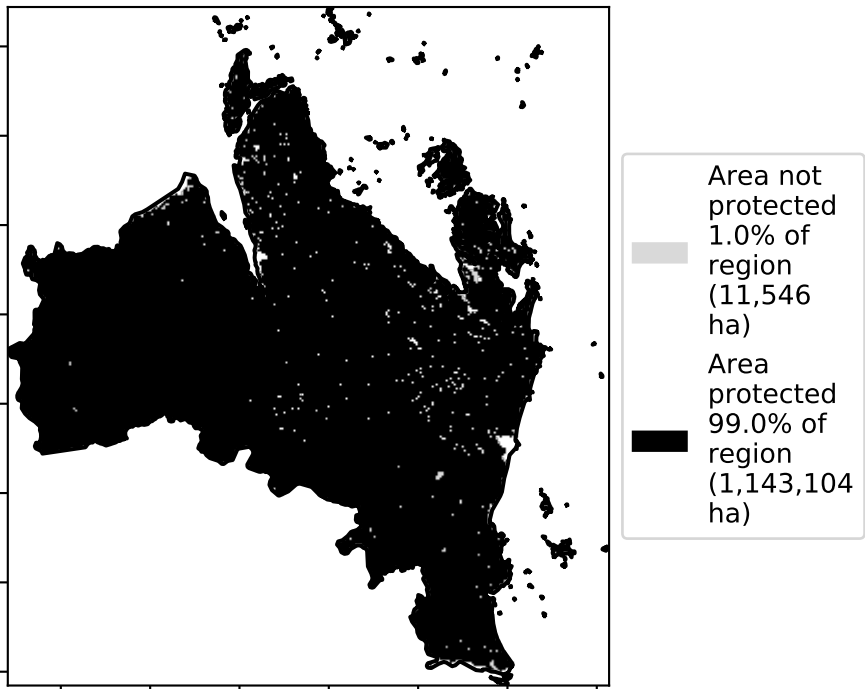 Area not
protected
1.0% of
region
(11,546
ha)
Area
protected
99.0% of
region
(1,143,104
ha)